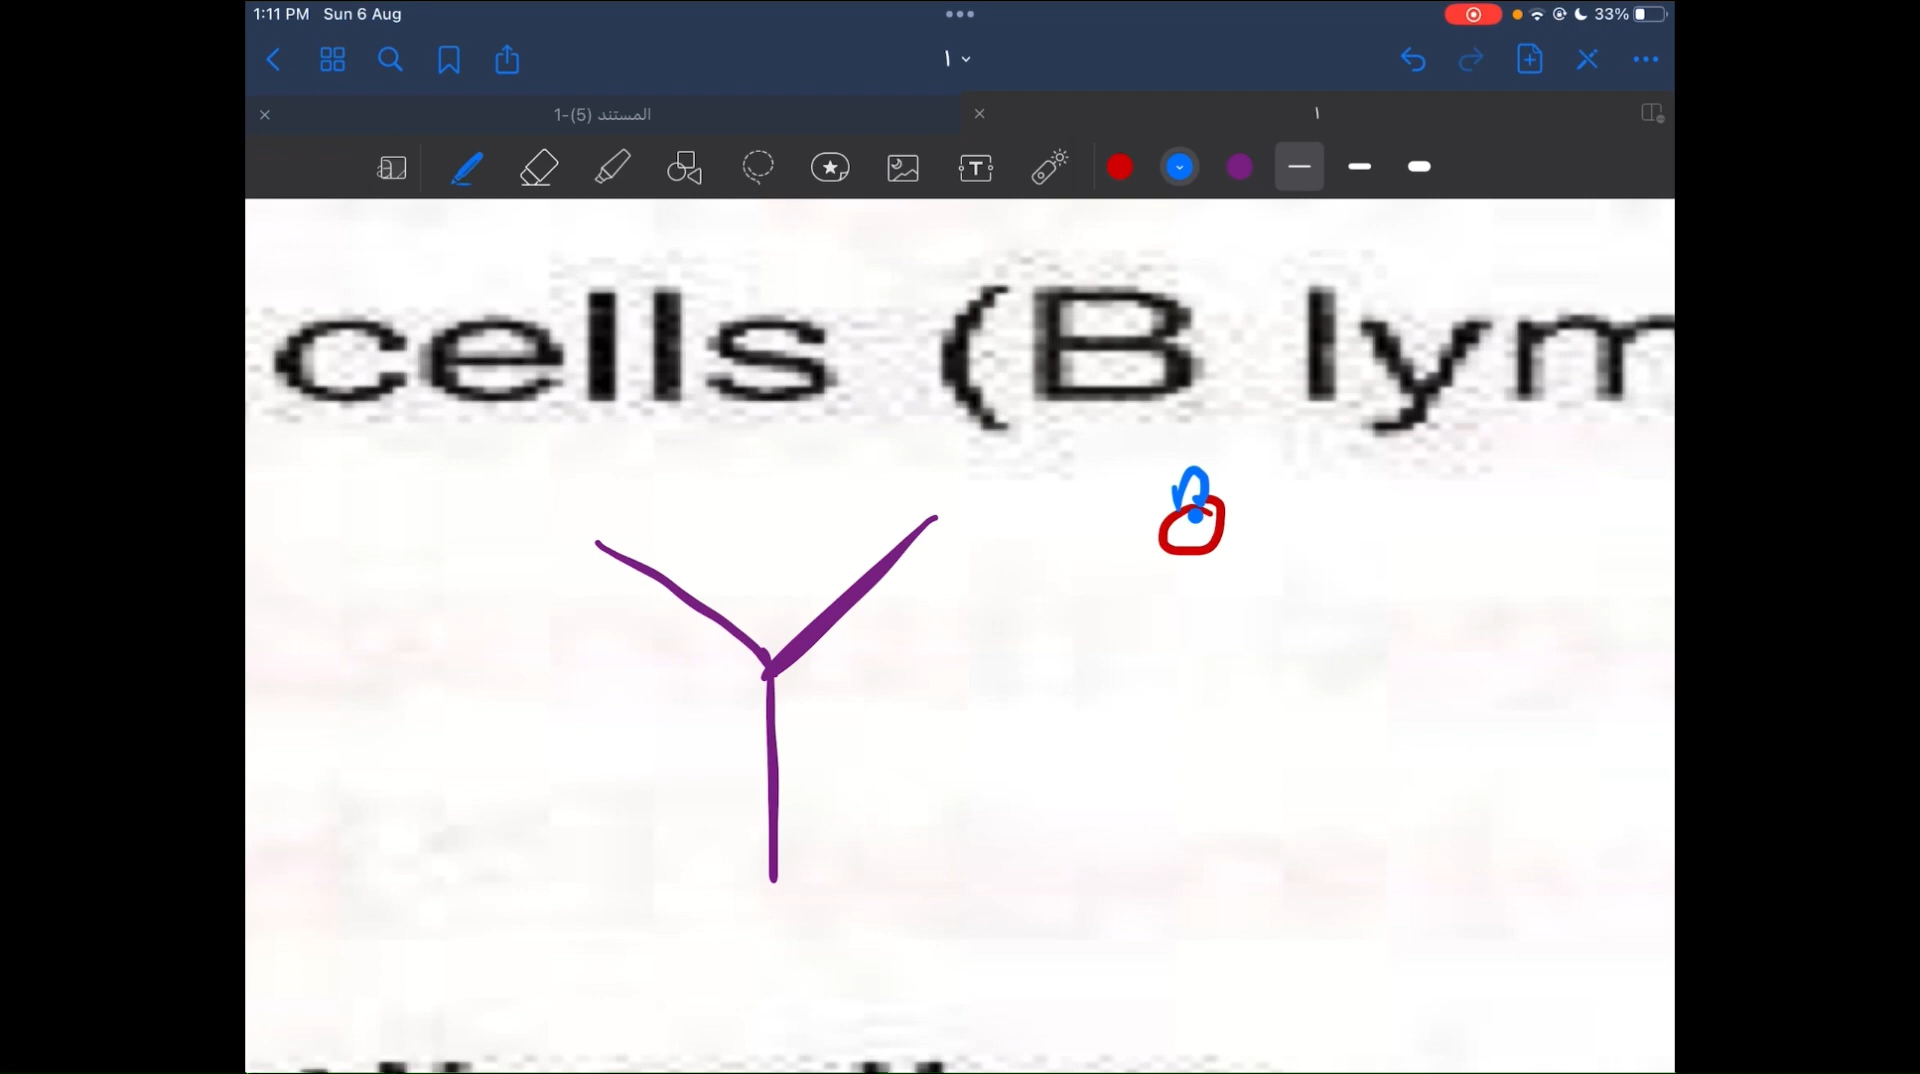 1:11 PM Sun 6 Aug
33%
١
المستند (5)-1
١
T
cells (B lym